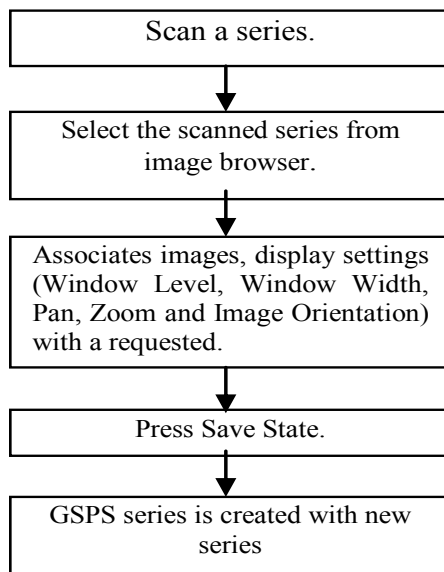 Scan a series.
Select the scanned series from
image browser.
Associates images, display settings
(Window Level, Window Width,
Pan, Zoom and Image Orientation)
with a requested.
Press Save State.
GSPS series is created with new
series